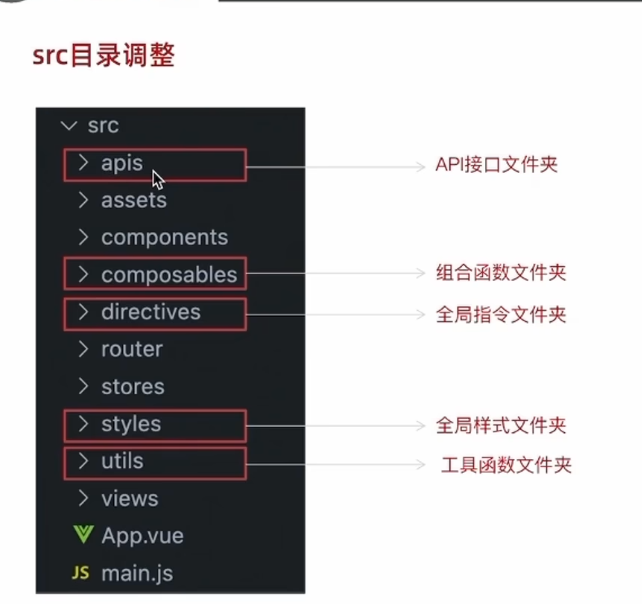 src目录调整
src
apis
API接口文件夹
assets
components
composables
组合函数文件夹
directives
全局指令文件夹
router
stores
styles
全局样式文件夹
utils
工具函数文件夹
views
App.vue
JS main.js